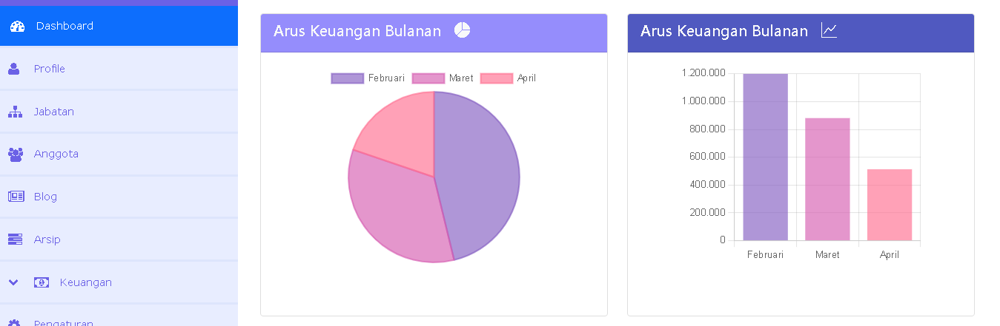 Dashboard
Profile
Jabatan
Anggota
Blog
Arsip
Keuangan
Pengaturan
Arus Keuangan Bulanan
Februari Maret April
Arus Keuangan Bulanan
1.200.000
1.000.000
800.000
600.000
400.000
200.000
0
Februari Maret April